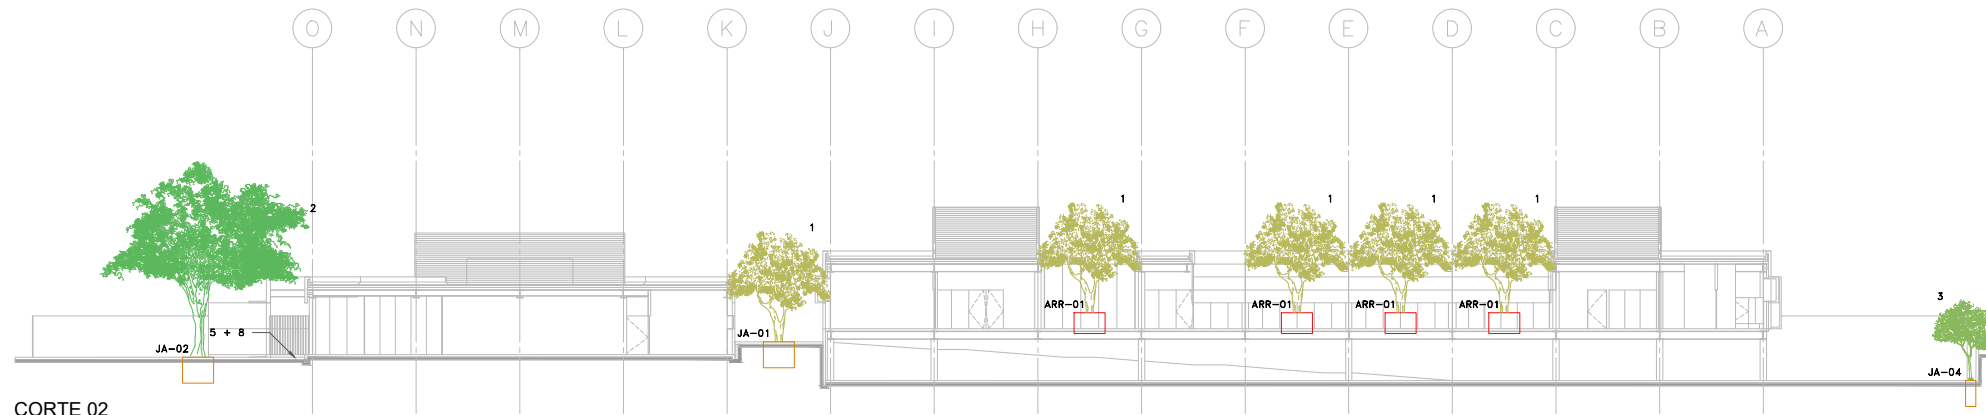 O N M L K J I H G F E D C B A
2 1 1 1 1 1 3
ARR-01 ARR-01 ARR-01 ARR-01
5 + 8 JA-01
JA-02 JA-04
CORTE 02